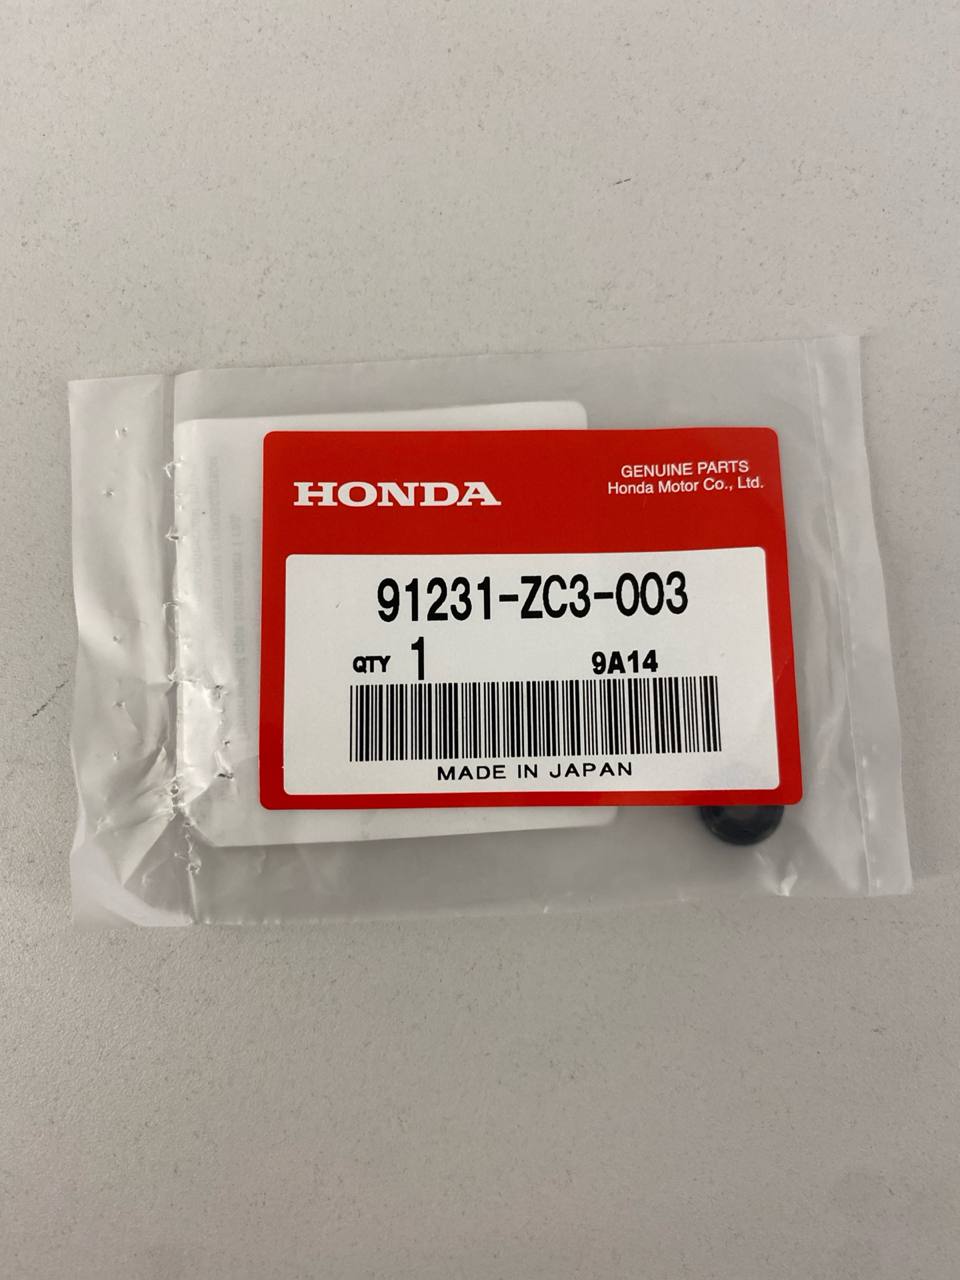 HONDA
GENUINE PARTS
Honda Motor Co., Ltd.
91231-ZC3-003
QTY 1
9A14
MADE IN JAPAN